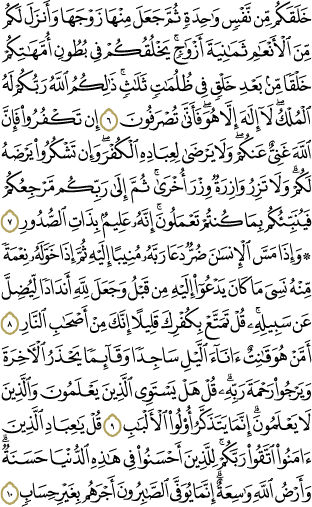 خَلَقَكُم مِّن نَّفْسٍ وَٰحِدَةٍ ثُمَّ جَعَلَ مِنْهَا زَوْجَهَا وَأَنزَلَ لَكُم
مِّنَ ٱلْأَنْعَٰمِ ثَمَٰنِيَةَ أَزْوَٰجٍ ۚ يَخْلُقُكُمْ فِى بُطُونِ أُمَّهَٰتِكُمْ
خَلْقًا مِّنۢ بَعْدِ خَلْقٍ فِى ظُلُمَٰتٍ ثَلَٰثٍ ۚ ذَٰلِكُمُ ٱللَّهُ رَبُّكُمْ لَهُ
ٱلْمُلْكُ ۖ لَآ إِلَٰهَ إِلَّا هُوَ ۖ فَأَنَّىٰ تُصْرَفُونَ ٦ إِن تَكْفُرُوا۟ فَإِنَّ
ٱللَّهَ غَنِىٌّ عَنكُمْ ۖ وَلَا يَرْضَىٰ لِعِبَادِهِ ٱلْكُفْرَ ۖ وَإِن تَشْكُرُوا۟ يَرْضَهُ
لَكُمْ ۗ وَلَا تَزِرُ وَازِرَةٌ وِزْرَ أُخْرَىٰ ۗ ثُمَّ إِلَىٰ رَبِّكُم مَّرْجِعُكُمْ
فَيُنَبِّئُكُم بِمَا كُنتُمْ تَعْمَلُونَ ۚ إِنَّهُۥ عَلِيمٌۢ بِذَاتِ ٱلصُّدُورِ ٧
۞ وَإِذَا مَسَّ ٱلْإِنسَٰنَ ضُرٌّ دَعَا رَبَّهُۥ مُنِيبًا إِلَيْهِ ثُمَّ إِذَا خَوَّلَهُۥ نِعْمَةً
مِّنْهُ نَسِىَ مَا كَانَ يَدْعُوٓا۟ إِلَيْهِ مِن قَبْلُ وَجَعَلَ لِلَّهِ أَندَادًا لِّيُضِلَّ
عَن سَبِيلِهِۦ ۚ قُلْ تَمَتَّعْ بِكُفْرِكَ قَلِيلًا ۖ إِنَّكَ مِنْ أَصْحَٰبِ ٱلنَّارِ ٨
أَمَّنْ هُوَ قَٰنِتٌ ءَانَآءَ ٱلَّيْلِ سَاجِدًا وَقَآئِمًا يَحْذَرُ ٱلْءَاخِرَةَ
وَيَرْجُوا۟ رَحْمَةَ رَبِّهِۦ ۗ قُلْ هَلْ يَسْتَوِى ٱلَّذِينَ يَعْلَمُونَ وَٱلَّذِينَ
لَا يَعْلَمُونَ ۗ إِنَّمَا يَتَذَكَّرُ أُو۟لُوا۟ ٱلْأَلْبَٰبِ ٩ قُلْ يَٰعِبَادِ ٱلَّذِينَ
ءَامَنُوا۟ ٱتَّقُوا۟ رَبَّكُمْ ۚ لِلَّذِينَ أَحْسَنُوا۟ فِى هَٰذِهِ ٱلدُّنْيَا حَسَنَةٌ ۗ
وَأَرْضُ ٱللَّهِ وَٰسِعَةٌ ۗ إِنَّمَا يُوَفَّى ٱلصَّٰبِرُونَ أَجْرَهُم بِغَيْرِ حِسَابٍ ١٠